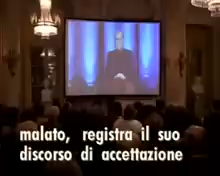 malato, registra il suo
discorso di accettazione